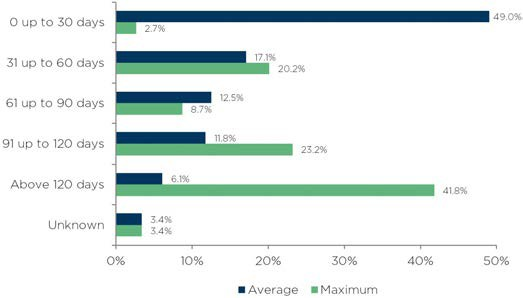 0 up to 30 days
49.0%
2.7%
31 up to 60 days
17.1%
20.2%
61 up to 90 days
12.5%
8.7%
91 up to 120 days
11.8%
23.2%
Above 120 days
6.1%
41.8%
Unknown
3.4%
3.4%
0% 10% 20% 30% 40% 50%
Average Maximum